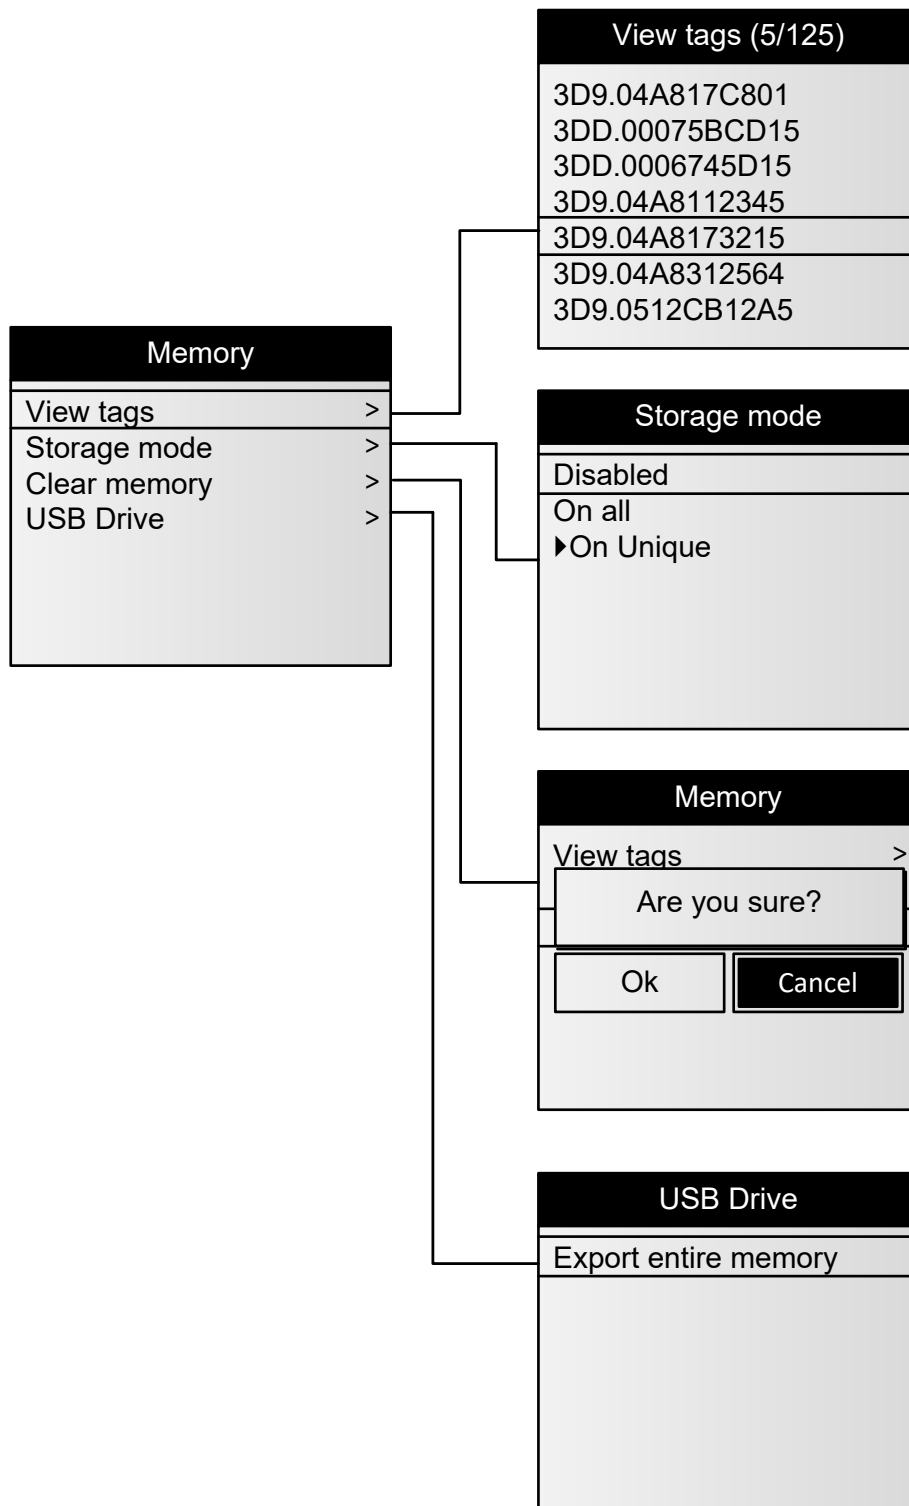 View tags (5/125)
3D9.04A817C801
3DD.00075BCD15
3DD.0006745D15
3D9.04A8112345
3D9.04A8173215
3D9.04A8312564
3D9.0512CB12A5
Memory
View tags >
Storage mode >
Clear memory >
USB Drive >
Storage mode
Disabled
On all
On Unique
Memory
View tags >
Are you sure?
Ok Cancel
USB Drive
Export entire memory